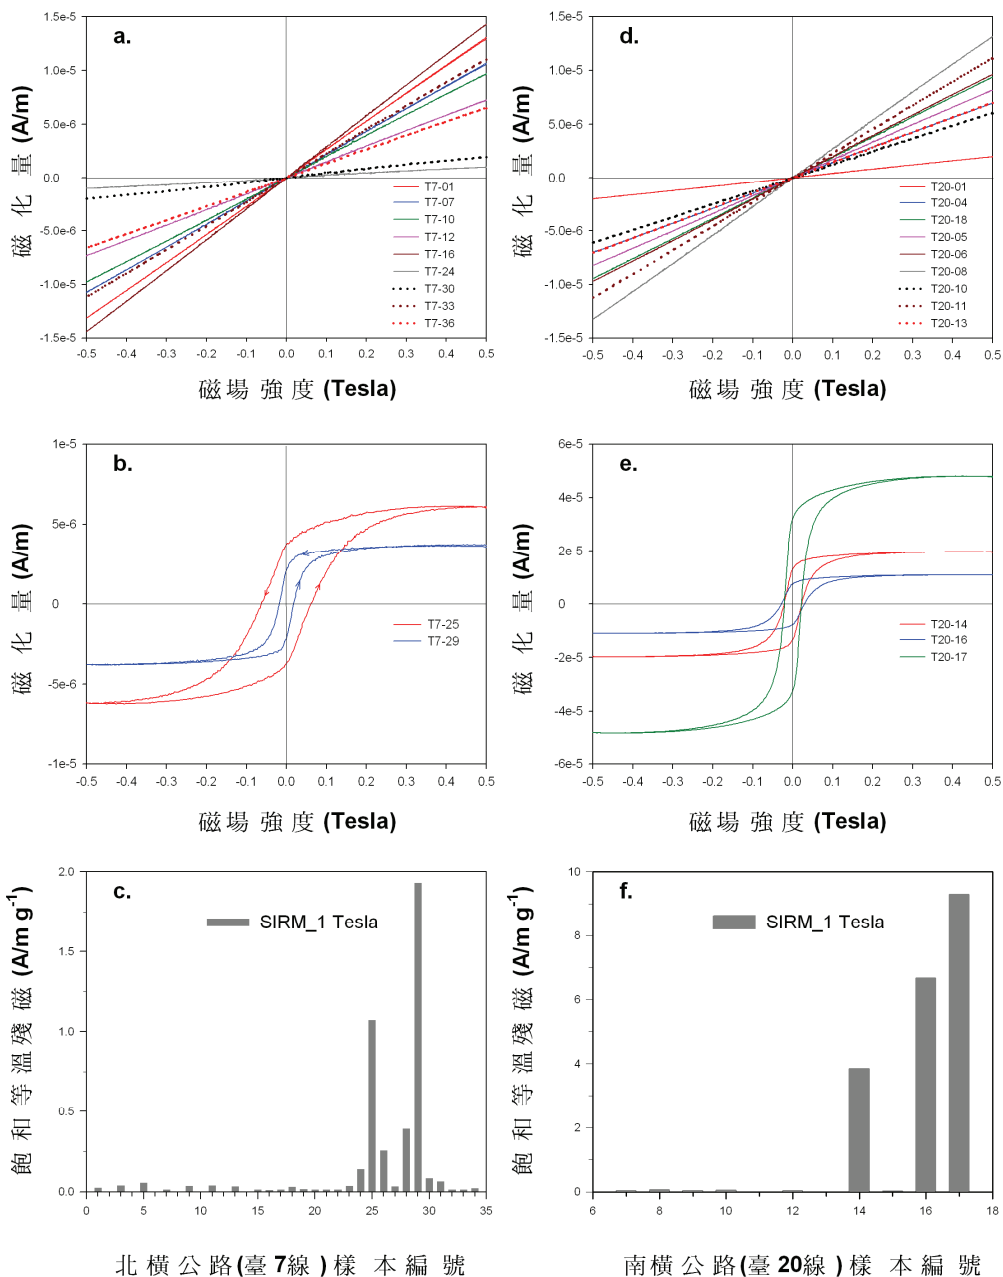 a.
磁 化 量 (A/m)
1.5e-5
1.0e-5
5.0e-6
0.0
-5.0e-6
-1.0e-5
-1.5e-5
T7-01
T7-07
T7-10
T7-12
T7-16
T7-24
T7-30
T7-33
T7-36
-0.5 -0.4 -0.3 -0.2 -0.1 0.0 0.1 0.2 0.3 0.4 0.5
磁場強度 (Tesla)
d.
磁 化 量 (A/m)
1.5e-5
1.0e-5
5.0e-6
0.0
-5.0e-6
-1.0e-5
-1.5e-5
T20-01
T20-04
T20-18
T20-05
T20-06
T20-08
T20-10
T20-11
T20-13
-0.5 -0.4 -0.3 -0.2 -0.1 0.0 0.1 0.2 0.3 0.4 0.5
磁場強度 (Tesla)
b.
磁 化 量 (A/m)
1e-5
5e-6
0
-5e-6
-1e-5
T7-25
T7-29
-0.5 -0.4 -0.3 -0.2 -0.1 0.0 0.1 0.2 0.3 0.4 0.5
磁場強度 (Tesla)
e.
磁 化 量 (A/m)
6e-5
4e-5
2e-5
0
-2e-5
-4e-5
-6e-5
T20-14
T20-16
T20-17
-0.5 -0.4 -0.3 -0.2 -0.1 0.0 0.1 0.2 0.3 0.4 0.5
磁場強度 (Tesla)
c.
飽和等溫殘磁 (A/m g⁻¹)
2.0
1.5
1.0
0.5
0.0
SIRM_1 Tesla
0 5 10 15 20 25 30 35
北橫公路(臺7線)樣本編號
f.
飽和等溫殘磁 (A/m g⁻¹)
10
8
6
4
2
0
SIRM_1 Tesla
6 8 10 12 14 16 18
南橫公路(臺20線)樣本編號